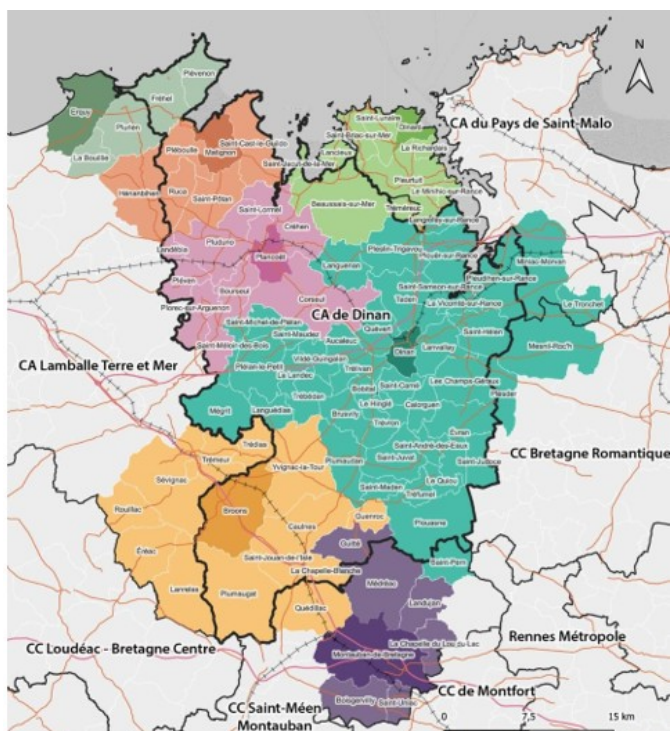 N
CA du Pays de Saint-Malo
Plévenon
Fréhel
Erquy
Plurien
La Bouillie
Saint-Cast-le-Guildo
Pléboulle
Matignon
Hénanbihen
Ruca
Saint-Pôtan
Saint-Lunaire
Dinard
Saint-Briac-sur-Mer
Saint-Jacut-de-la-Mer
Lancieux
La Richardais
Pleurtuit
Le Minihic-sur-Rance
Beaussais-sur-Mer
Tréméreuc
Langrolay-sur-Rance
Saint-Lormel
Créhen
Pluduno
Landébia
Plancoët
Languenan
Pleslin-Trigavou
Plouër-sur-Rance
Pleudihen-sur-Rance
Miniac-Morvan
Pléven
Bourseul
Corseul
Saint-Samson-sur-Rance
Taden
La Vicomté-sur-Rance
Le Tronchet
Plorec-sur-Arguenon
CA de Dinan
Saint-Michel-de-Plélan
Quévert
Saint-Hélen
Mesnil-Roc'h
Saint-Méloir-des-Bois
Saint-Maudez
Aucaleuc
Dinan
Lanvallay
CA Lamballe Terre et Mer
Vildé-Guingalan
Plélan-le-Petit
Trélivan
La Landec
Bobital
Saint-Carné
Les Champs-Géraux
Trébédan
Le Hinglé
Calorguen
Pleugueneuc
Mégrit
Languédias
Brusvily
Trévron
Évran
Saint-André-des-Eaux
CC Bretagne Romantique
Trédias
Trémeur
Yvignac-la-Tour
Plumaudan
Saint-Juvat
Saint-Judoce
Sévignac
Le Quiou
Saint-Maden
Tréfumel
Rouillac
Broons
Caulnes
Guenroc
Plouasne
Guitté
Éréac
Saint-Jouan-de-l'Isle
La Chapelle-Blanche
Saint-Pern
Médréac
Lanrelas
Plumaugat
Quédillac
Landujan
Rennes Métropole
La Chapelle du Lou du Lac
CC Loudéac - Bretagne Centre
Montauban-de-Bretagne
CC de Montfort
Boisgervilly
Saint-Uniac
CC Saint-Méen
Montauban
0 7,5 15 km